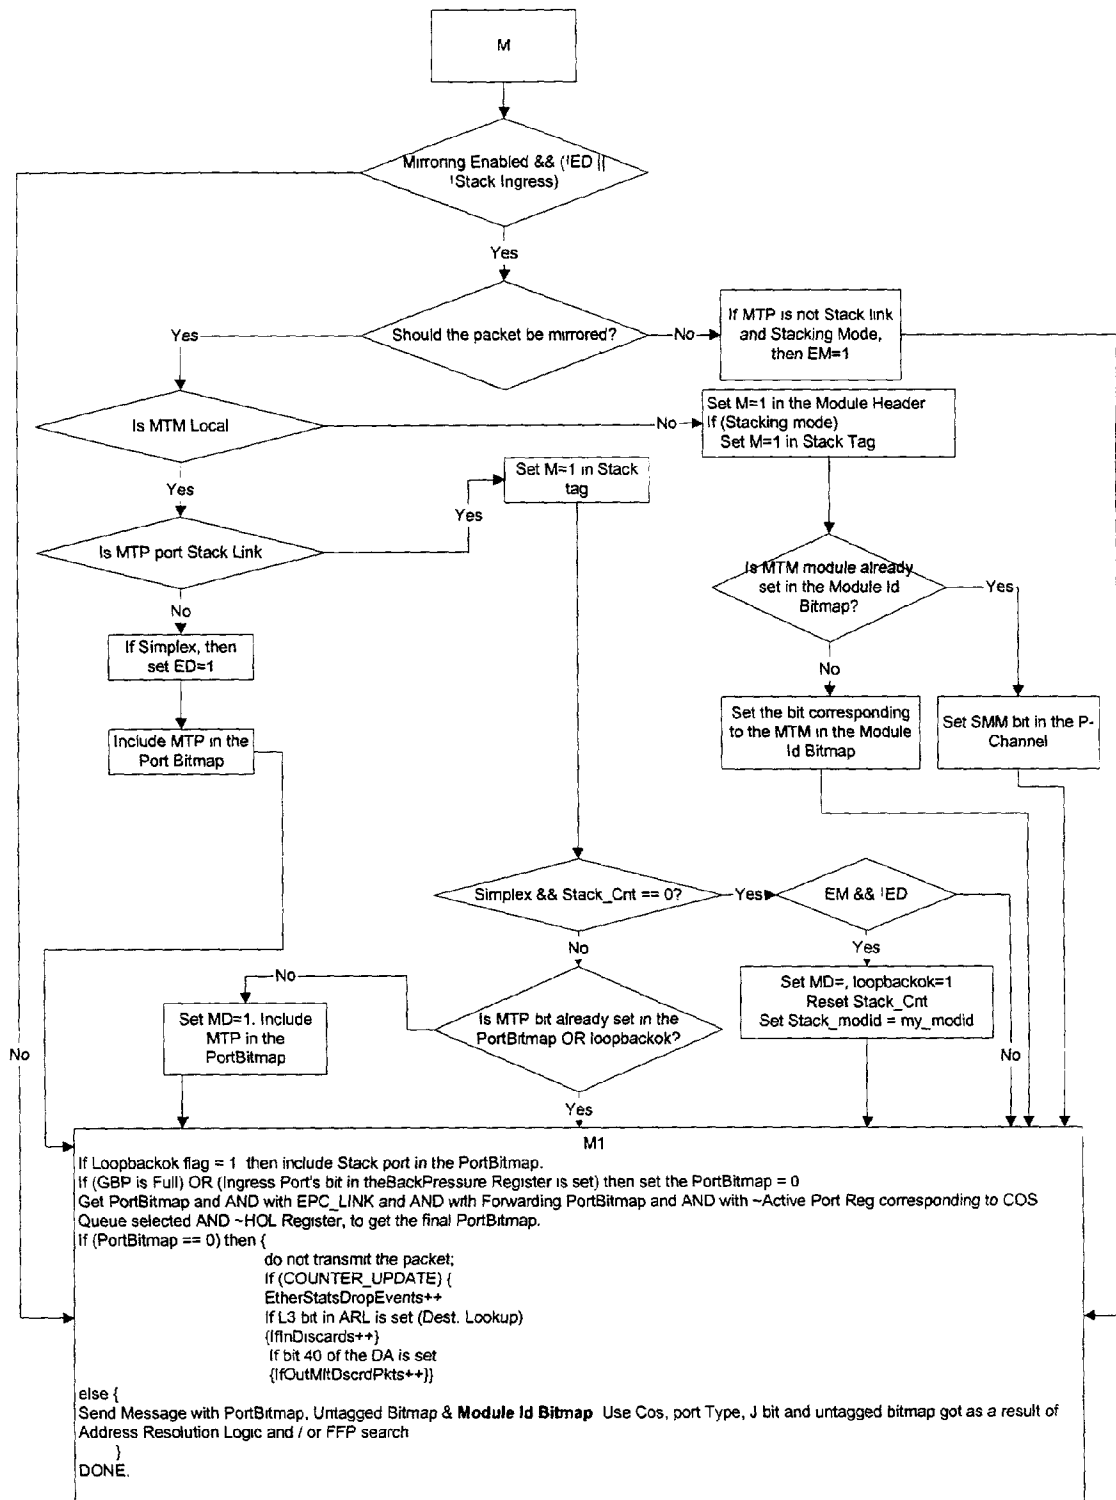 M
Mirroring Enabled && (!ED ||
!Stack Ingress)
Yes
Should the packet be mirrored?
Yes
No
If MTP is not Stack link
and Stacking Mode,
then EM=1
Is MTM Local
No
Set M=1 in the Module Header
If (Stacking mode)
Set M=1 in Stack Tag
Yes
Set M=1 in Stack
tag
Yes
Is MTP port Stack Link
Is MTM module already
set in the Module Id
Bitmap?
Yes
No
If Simplex, then
set ED=1
No
Include MTP in the
Port Bitmap
Set the bit corresponding
to the MTM in the Module
Id Bitmap
Set SMM bit in the P-
Channel
Simplex && Stack_Cnt == 0?
Yes
EM && !ED
No
Yes
No
Set MD=1. Include
MTP in the
PortBitmap
Is MTP bit already set in the
PortBitmap OR loopbackok?
Set MD=, loopbackok=1
Reset Stack_Cnt
Set Stack_modid = my_modid
No
No
Yes
M1
If Loopbackok flag = 1 then include Stack port in the PortBitmap.
If (GBP is Full) OR (Ingress Port's bit in theBackPressure Register is set) then set the PortBitmap = 0
Get PortBitmap and AND with EPC_LINK and AND with Forwarding PortBitmap and AND with ~Active Port Reg corresponding to COS
Queue selected AND ~HOL Register, to get the final PortBitmap.
If (PortBitmap == 0) then {
do not transmit the packet;
If (COUNTER_UPDATE) {
EtherStatsDropEvents++
If L3 bit in ARL is set (Dest. Lookup)
{IfInDiscards++}
If bit 40 of the DA is set
{IfOutMltDscrdPkts++}}
else {
Send Message with PortBitmap, Untagged Bitmap & Module Id Bitmap Use Cos, port Type, J bit and untagged bitmap got as a result of
Address Resolution Logic and / or FFP search
}
DONE.